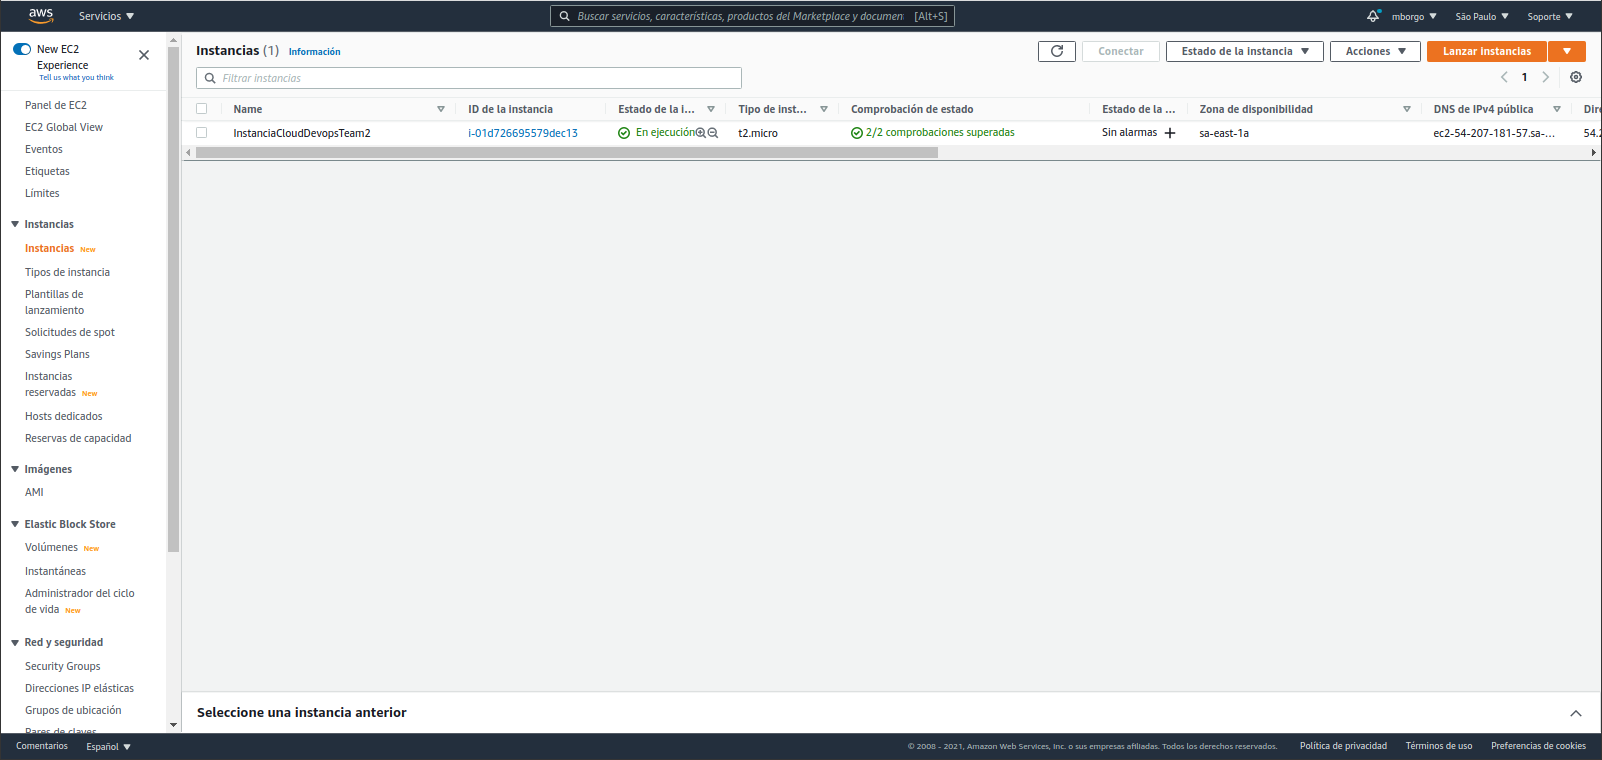 aws Servicios Buscar servicios, características, productos del Marketplace y documen [Alt+S] mborgo São Paulo Soporte
New EC2
Experience
Tell us what you think
Panel de EC2
EC2 Global View
Eventos
Etiquetas
Límites
Instancias
Instancias New
Tipos de instancia
Plantillas de
lanzamiento
Solicitudes de spot
Savings Plans
Instancias
reservadas New
Hosts dedicados
Reservas de capacidad
Imágenes
AMI
Elastic Block Store
Volúmenes New
Instantáneas
Administrador del ciclo
de vida New
Red y seguridad
Security Groups
Direcciones IP elásticas
Grupos de ubicación
Pares de claves
Instancias (1) Información Conectar Estado de la instancia Acciones Lanzar instancias
Filtrar instancias 1
Name ID de la instancia Estado de la i... Tipo de inst... Comprobación de estado Estado de la ... Zona de disponibilidad DNS de IPv4 pública Dire
InstanciaCloudDevopsTeam2 i-01d726695579dec13 En ejecución t2.micro 2/2 comprobaciones superadas Sin alarmas sa-east-1a ec2-54-207-181-57.sa-... 54.2
Seleccione una instancia anterior
Comentarios Español © 2008 - 2021, Amazon Web Services, Inc. o sus empresas afiliadas. Todos los derechos reservados. Política de privacidad Términos de uso Preferencias de cookies